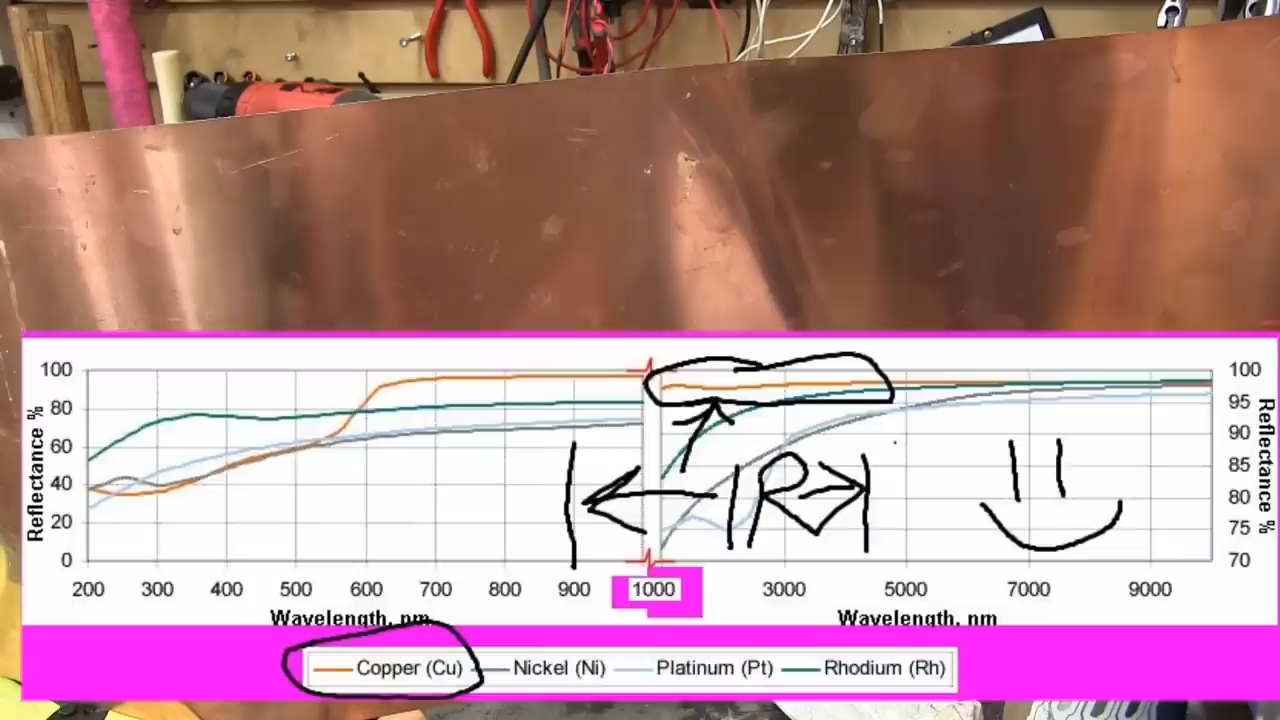 100
80
60
40
20
0
Reflectance %
200 300 400 500 600 700 800 900 1000 3000 5000 7000 9000
100
95
90
85
80
75
70
Reflectance %
IR
Wavelength, nm
Wavelength, nm
Copper (Cu) Nickel (Ni) Platinum (Pt) Rhodium (Rh)